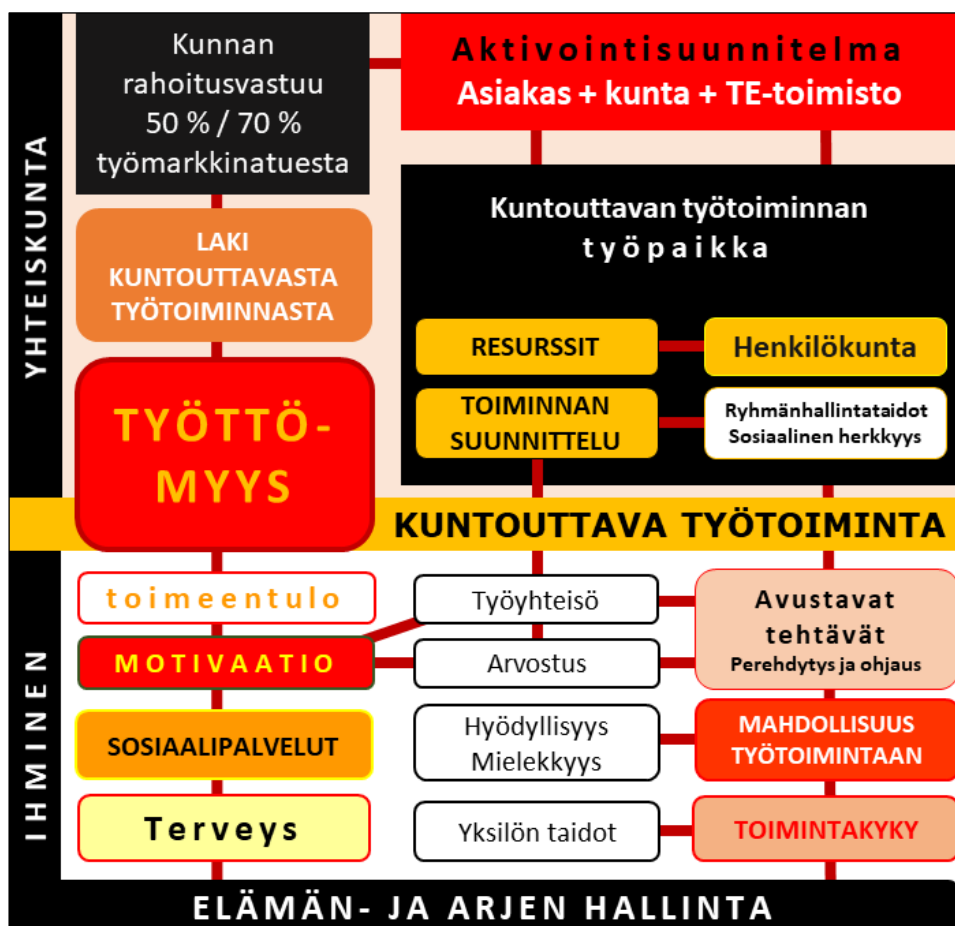 YHTEISKUNTA
Kunnan
rahoitusvastuu
50 % / 70 %
työmarkkinatuesta
Aktivointisuunnitelma
Asiakas + kunta + TE-toimisto
LAKI
KUNTOUTTAVASTA
TYÖTOIMINNASTA
Kuntouttavan työtoiminnan
työpaikka
RESURSSIT
Henkilökunta
TYÖTTÖ-
MYYS
TOIMINNAN
SUUNNITTELU
Ryhmänhallintataidot
Sosiaalinen herkkyys
KUNTOUTTAVA TYÖTOIMINTA
IHMINEN
toimeentulo
Työyhteisö
Avustavat
tehtävät
Perehdytys ja ohjaus
MOTIVAATIO
Arvostus
SOSIAALIPALVELUT
Hyödyllisyys
Mielekkyys
MAHDOLLISUUS
TYÖTOIMINTAAN
Terveys
Yksilön taidot
TOIMINTAKYKY
ELÄMÄN- JA ARJEN HALLINTA